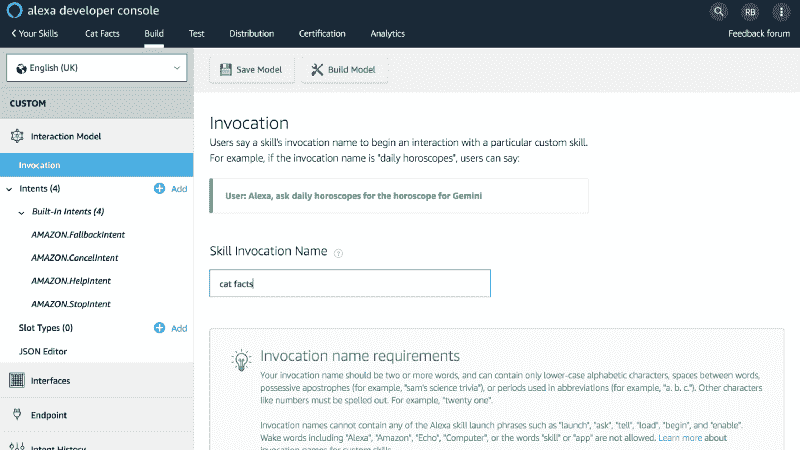 alexa developer console
RB
Your Skills Cat Facts Build Test Distribution Certification Analytics Feedback forum
English (UK)
Save Model Build Model
CUSTOM
Interaction Model
Invocation
Intents (4) Add
Built-In Intents (4)
AMAZON.FallbackIntent
AMAZON.CancelIntent
AMAZON.HelpIntent
AMAZON.StopIntent
Slot Types (0) Add
JSON Editor
Interfaces
Endpoint
Intent History
Invocation
Users say a skill's invocation name to begin an interaction with a particular custom skill.
For example, if the invocation name is "daily horoscopes", users can say:
User: Alexa, ask daily horoscopes for the horoscope for Gemini
Skill Invocation Name ?
cat facts
Invocation name requirements
Your invocation name should be two or more words, and can contain only lower-case alphabetic characters, spaces between words,
possessive apostrophes (for example, "sam's science trivia"), or periods used in abbreviations (for example, "a. b. c."). Other characters
like numbers must be spelled out. For example, "twenty one".
Invocation names cannot contain any of the Alexa skill launch phrases such as "launch", "ask", "tell", "load", "begin", and "enable".
Wake words including "Alexa", "Amazon", "Echo", "Computer", or the words "skill" or "app" are not allowed. Learn more about
invocation names for custom skills.